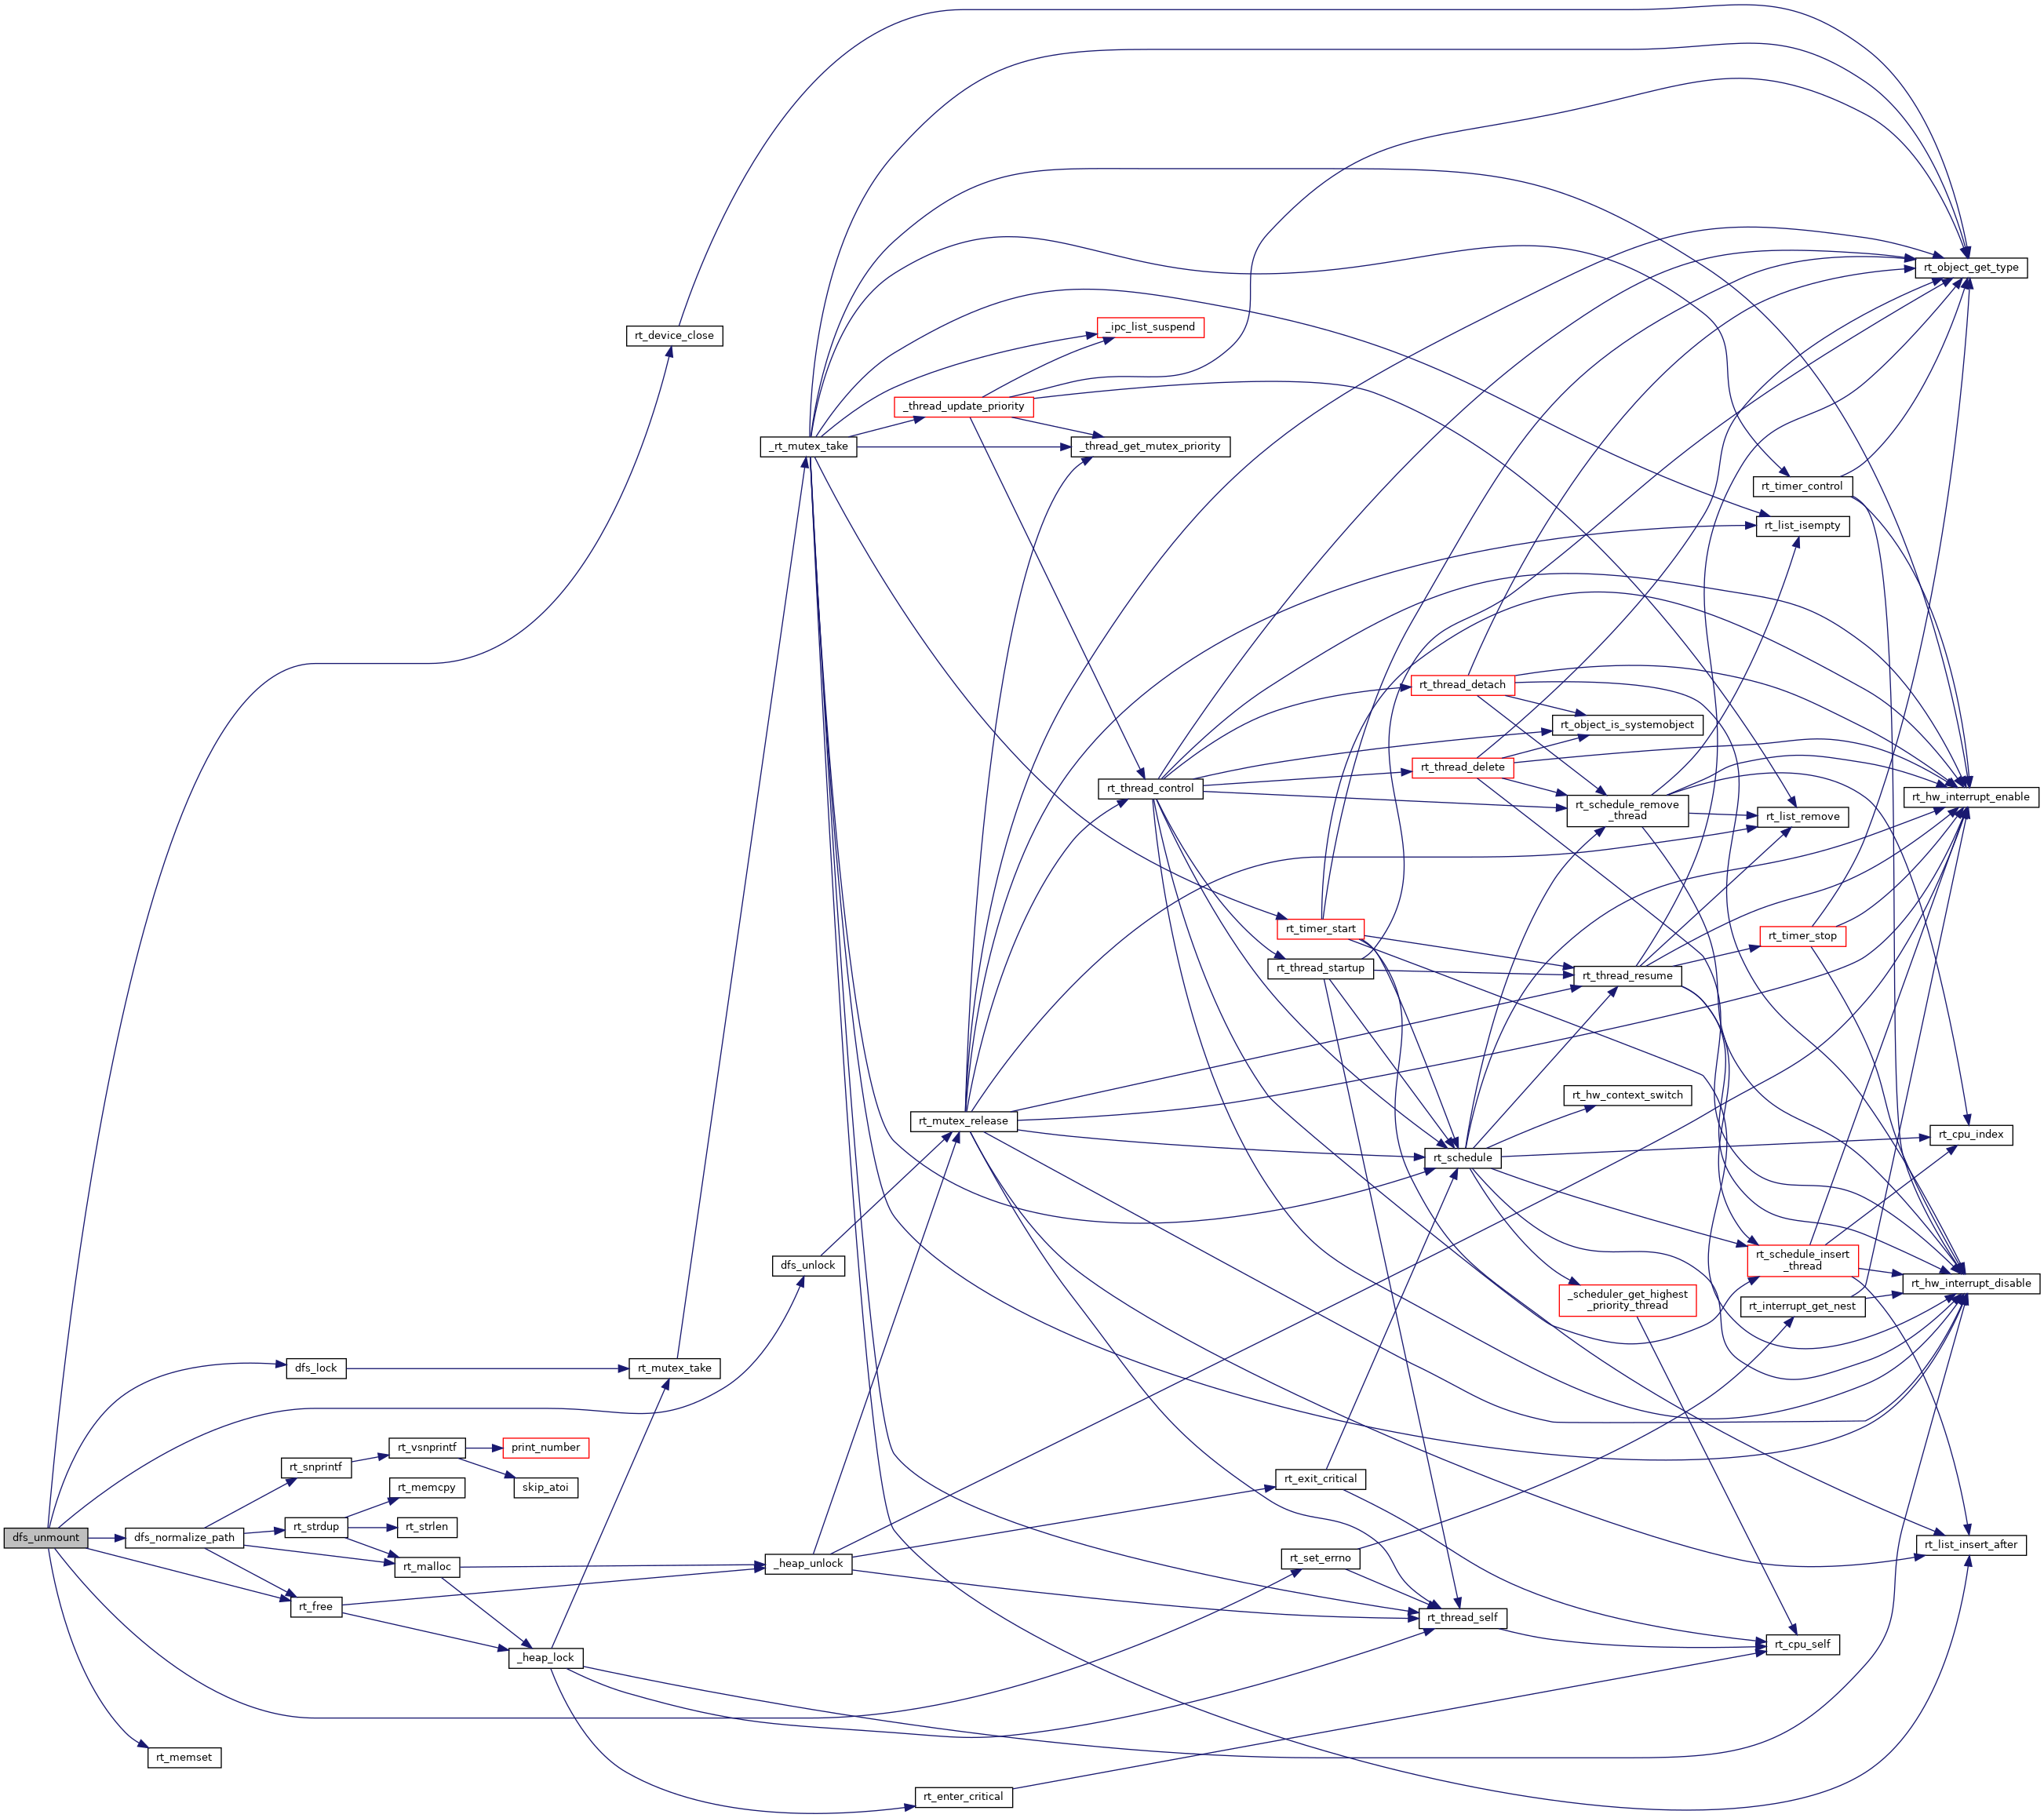 rt_object_get_type
_ipc_list_suspend
rt_device_close
_thread_update_priority
_rt_mutex_take
_thread_get_mutex_priority
rt_timer_control
rt_list_isempty
rt_thread_detach
rt_object_is_systemobject
rt_thread_delete
rt_thread_control
rt_hw_interrupt_enable
rt_schedule_remove
_thread
rt_list_remove
rt_timer_start
rt_timer_stop
rt_thread_startup
rt_thread_resume
rt_hw_context_switch
rt_mutex_release
rt_cpu_index
rt_schedule
rt_schedule_insert
_thread
dfs_unlock
rt_hw_interrupt_disable
_scheduler_get_highest
_priority_thread
rt_interrupt_get_nest
dfs_lock
rt_mutex_take
rt_vsnprintf
print_number
rt_snprintf
rt_exit_critical
rt_memcpy
skip_atoi
rt_strdup
rt_strlen
dfs_unmount
dfs_normalize_path
rt_list_insert_after
rt_malloc
_heap_unlock
rt_set_errno
rt_free
rt_thread_self
rt_cpu_self
_heap_lock
rt_memset
rt_enter_critical